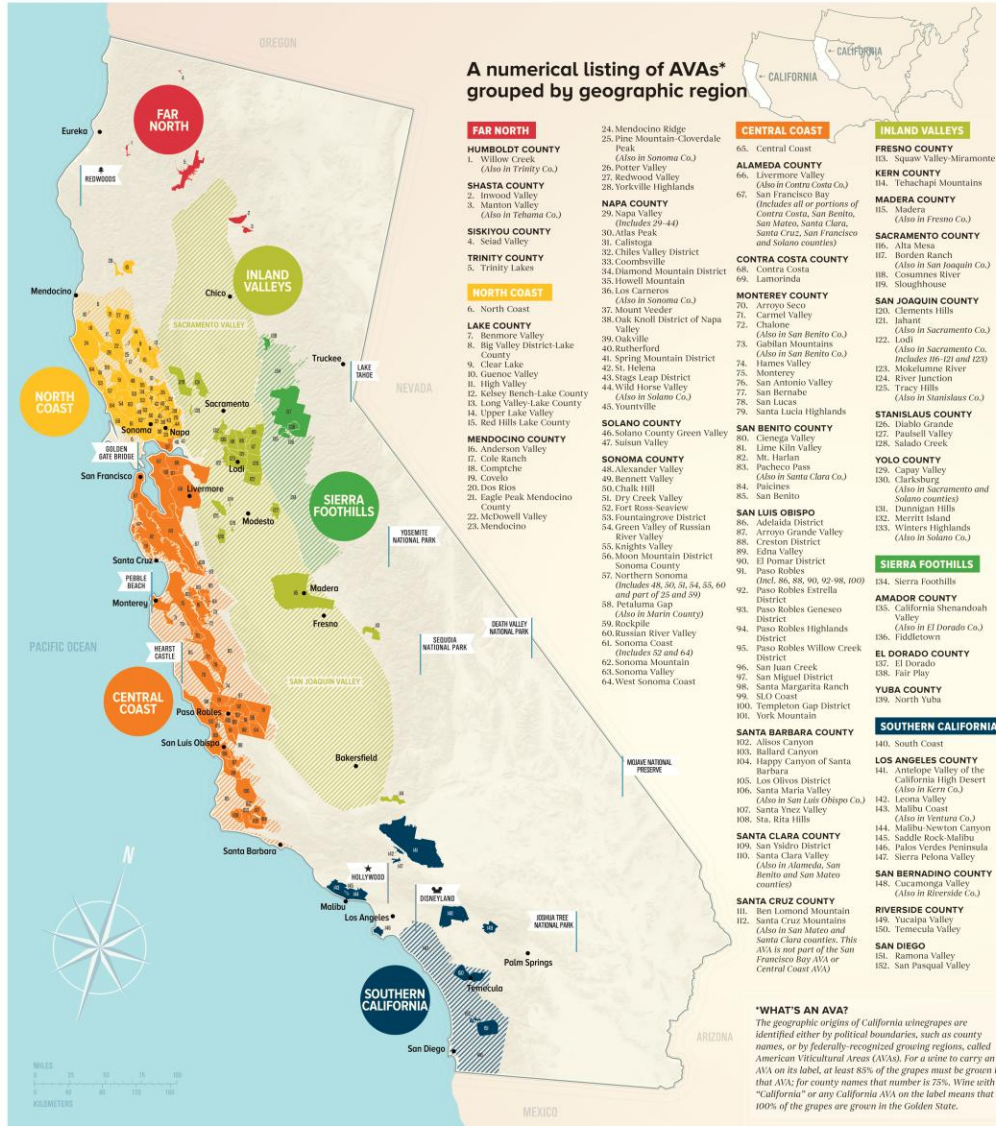 OREGON
CALIFORNIA
CALIFORNIA
A numerical listing of AVAs*
grouped by geographic region
FAR NORTH
HUMBOLDT COUNTY
1. Willow Creek
(Also in Trinity Co.)
SHASTA COUNTY
2. Inwood Valley
3. Manton Valley
(Also in Tehama Co.)
SISKIYOU COUNTY
4. Seiad Valley
TRINITY COUNTY
5. Trinity Lakes
NORTH COAST
6. North Coast
LAKE COUNTY
7. Benmore Valley
8. Big Valley District-Lake
County
9. Clear Lake
10. Guenoc Valley
11. High Valley
12. Kelsey Bench-Lake County
13. Long Valley-Lake County
14. Upper Lake Valley
15. Red Hills Lake County
MENDOCINO COUNTY
16. Anderson Valley
17. Cole Ranch
18. Comptche
19. Covelo
20. Dos Rios
21. Eagle Peak Mendocino
County
22. McDowell Valley
23. Mendocino
24. Mendocino Ridge
25. Pine Mountain-Cloverdale
Peak
(Also in Sonoma Co.)
26. Potter Valley
27. Redwood Valley
28. Yorkville Highlands
NAPA COUNTY
29. Napa Valley
(Includes 29-44)
30. Atlas Peak
31. Calistoga
32. Chiles Valley District
33. Coombsville
34. Diamond Mountain District
35. Howell Mountain
36. Los Carneros
(Also in Sonoma Co.)
37. Mount Veeder
38. Oak Knoll District of Napa
Valley
39. Oakville
40. Rutherford
41. Spring Mountain District
42. St. Helena
43. Stags Leap District
44. Wild Horse Valley
(Also in Solano Co.)
45. Yountville
SOLANO COUNTY
46. Solano County Green Valley
47. Suisun Valley
SONOMA COUNTY
48. Alexander Valley
49. Bennett Valley
50. Chalk Hill
51. Dry Creek Valley
52. Fort Ross-Seaview
53. Fountaingrove District
54. Green Valley of Russian
River Valley
55. Knights Valley
56. Moon Mountain District
Sonoma County
57. Northern Sonoma
(Includes 48, 50, 51, 54, 55, 60
and part of 25 and 59)
58. Petaluma Gap
(Also in Marin County)
59. Rockpile
60. Russian River Valley
61. Sonoma Coast
(Includes 52 and 64)
62. Sonoma Mountain
63. Sonoma Valley
64. West Sonoma Coast
CENTRAL COAST
65. Central Coast
ALAMEDA COUNTY
66. Livermore Valley
(Also in Contra Costa Co.)
67. San Francisco Bay
(Includes all or portions of
Contra Costa, San Benito,
San Mateo, Santa Clara,
Santa Cruz, San Francisco
and Solano counties)
CONTRA COSTA COUNTY
68. Contra Costa
69. Lamorinda
MONTEREY COUNTY
70. Arroyo Seco
71. Carmel Valley
72. Chalone
(Also in San Benito Co.)
73. Gabilan Mountains
(Also in San Benito Co.)
74. Hames Valley
75. Monterey
76. San Antonio Valley
77. San Bernabe
78. San Lucas
79. Santa Lucia Highlands
SAN BENITO COUNTY
80. Cienega Valley
81. Lime Kiln Valley
82. Mt. Harlan
83. Pacheco Pass
(Also in Santa Clara Co.)
84. Paicines
85. San Benito
SAN LUIS OBISPO
86. Adelaida District
87. Arroyo Grande Valley
88. Creston District
89. Edna Valley
90. El Pomar District
91. Paso Robles
(Incl. 86, 88, 90, 92-98, 100)
92. Paso Robles Estrella
District
93. Paso Robles Geneseo
District
94. Paso Robles Highlands
District
95. Paso Robles Willow Creek
District
96. San Juan Creek
97. San Miguel District
98. Santa Margarita Ranch
99. SLO Coast
100. Templeton Gap District
101. York Mountain
SANTA BARBARA COUNTY
102. Alisos Canyon
103. Ballard Canyon
104. Happy Canyon of Santa
Barbara
105. Los Olivos District
106. Santa Maria Valley
(Also in San Luis Obispo Co.)
107. Santa Ynez Valley
108. Sta. Rita Hills
SANTA CLARA COUNTY
109. San Ysidro District
110. Santa Clara Valley
(Also in Alameda, San
Benito and San Mateo
counties)
SANTA CRUZ COUNTY
111. Ben Lomond Mountain
112. Santa Cruz Mountains
(Also in San Mateo and
Santa Clara counties. This
AVA is not part of the San
Francisco Bay AVA or
Central Coast AVA)
INLAND VALLEYS
FRESNO COUNTY
113. Squaw Valley-Miramonte
KERN COUNTY
114. Tehachapi Mountains
MADERA COUNTY
115. Madera
(Also in Fresno Co.)
SACRAMENTO COUNTY
116. Alta Mesa
117. Borden Ranch
(Also in San Joaquin Co.)
118. Cosumnes River
119. Sloughhouse
SAN JOAQUIN COUNTY
120. Clements Hills
121. Jahant
(Also in Sacramento Co.)
122. Lodi
(Also in Sacramento Co.
Includes 116-121 and 123)
123. Mokelumne River
124. River Junction
125. Tracy Hills
(Also in Stanislaus Co.)
STANISLAUS COUNTY
126. Diablo Grande
127. Paulsell Valley
128. Salado Creek
YOLO COUNTY
129. Capay Valley
130. Clarksburg
(Also in Sacramento and
Solano counties)
131. Dunnigan Hills
132. Merritt Island
133. Winters Highlands
(Also in Solano Co.)
SIERRA FOOTHILLS
134. Sierra Foothills
AMADOR COUNTY
135. California Shenandoah
Valley
(Also in El Dorado Co.)
136. Fiddletown
EL DORADO COUNTY
137. El Dorado
138. Fair Play
YUBA COUNTY
139. North Yuba
SOUTHERN CALIFORNIA
140. South Coast
LOS ANGELES COUNTY
141. Antelope Valley of the
California High Desert
(Also in Kern Co.)
142. Leona Valley
143. Malibu Coast
(Also in Ventura Co.)
144. Malibu-Newton Canyon
145. Saddle Rock-Malibu
146. Palos Verdes Peninsula
147. Sierra Pelona Valley
SAN BERNADINO COUNTY
148. Cucamonga Valley
(Also in Riverside Co.)
RIVERSIDE COUNTY
149. Yucaipa Valley
150. Temecula Valley
SAN DIEGO
151. Ramona Valley
152. San Pasqual Valley
*WHAT'S AN AVA?
The geographic origins of California winegrapes are
identified either by political boundaries, such as county
names, or by federally-recognized growing regions, called
American Viticultural Areas (AVAs). For a wine to carry an
AVA on its label, at least 85% of the grapes must be grown
that AVA; for county names that number is 75%. Wine with
"California" or any California AVA on the label means that
100% of the grapes are grown in the Golden State.
FAR
NORTH
Eureka
REDWOODS
INLAND
VALLEYS
Mendocino
Chico
SACRAMENTO VALLEY
Truckee
LAKE
TAHOE
NEVADA
NORTH
COAST
Sacramento
Sonoma
Napa
GOLDEN
GATE BRIDGE
San Francisco
Lodi
Livermore
SIERRA
FOOTHILLS
Modesto
YOSEMITE
NATIONAL PARK
Santa Cruz
PEBBLE
BEACH
Monterey
Madera
Fresno
DEATH VALLEY
NATIONAL PARK
SEQUOIA
NATIONAL PARK
PACIFIC OCEAN
HEARST
CASTLE
SAN JOAQUIN VALLEY
CENTRAL
COAST
Paso Robles
San Luis Obispo
Bakersfield
MOJAVE NATIONAL
PRESERVE
Santa Barbara
N
HOLLYWOOD
DISNEYLAND
Malibu
Los Angeles
JOSHUA TREE
NATIONAL PARK
Palm Springs
SOUTHERN
CALIFORNIA
Temecula
San Diego
ARIZONA
MEXICO
MILES
KILOMETERS